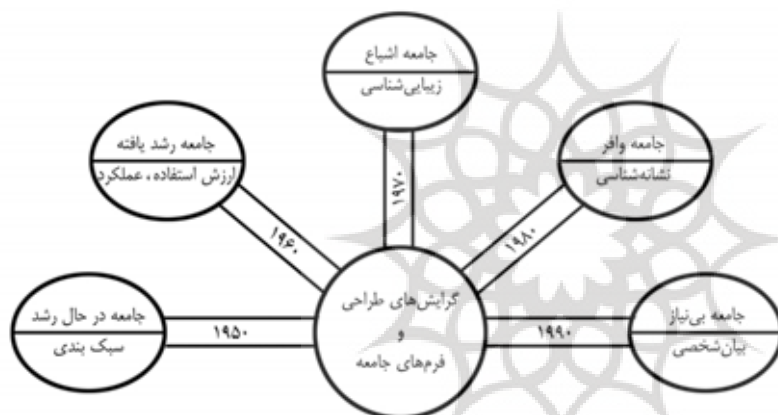 جامعه اشباع
زیبایی‌شناسی
جامعه رشد یافته
ارزش استفاده، عملکرد
جامعه وافر
نشانه‌شناسی
۱۹۷۰
۱۹۶۰
۱۹۸۰
گرایش‌های طراحی
و
فرم‌های جامعه
جامعه در حال رشد
سبک بندی
۱۹۵۰
جامعه بی‌نیاز
بیان‌شخصی
۱۹۹۰